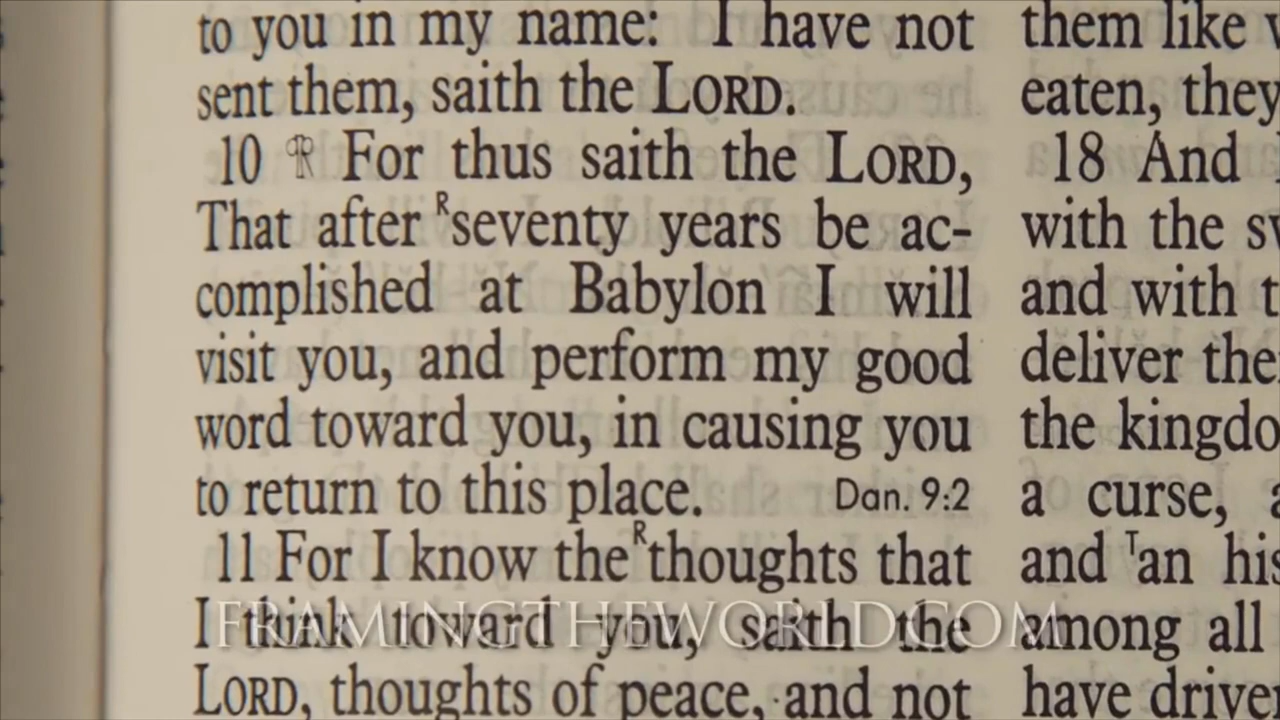 to you in my name: I have not
sent them, saith the LORD.
10 ¶ For thus saith the LORD,
That after ᴿseventy years be ac-
complished at Babylon I will
visit you, and perform my good
word toward you, in causing you
to return to this place. Dan. 9:2
11 For I know the ᴿthoughts that
I think toward you, saith the
LORD, thoughts of peace, and not
them like
eaten, they
18 And
with the
and with
deliver
the
a curse,
and ᵀan his
among all
have
FRAMINGTHEWORLD.COM